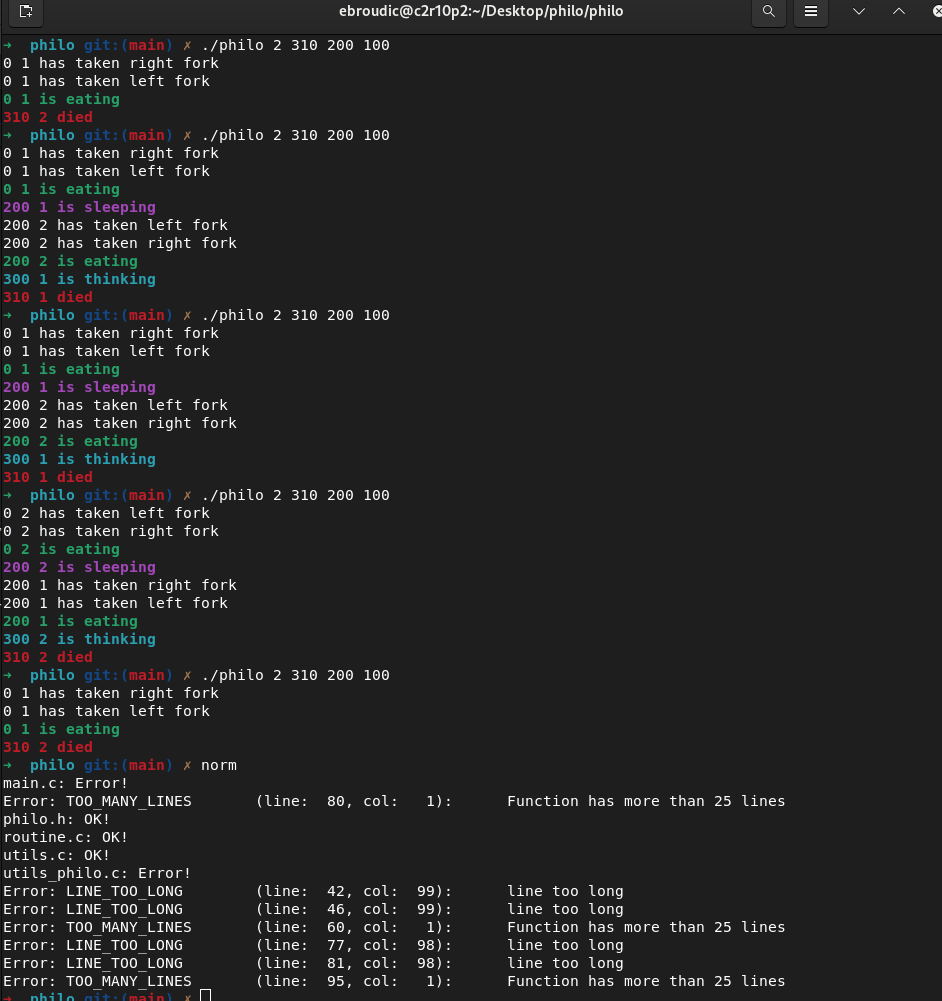 ebroudic@c2r10p2:~/Desktop/philo/philo
→ philo git:(main) ✗ ./philo 2 310 200 100
0 1 has taken right fork
0 1 has taken left fork
0 1 is eating
310 2 died
→ philo git:(main) ✗ ./philo 2 310 200 100
0 1 has taken right fork
0 1 has taken left fork
0 1 is eating
200 1 is sleeping
200 2 has taken left fork
200 2 has taken right fork
200 2 is eating
300 1 is thinking
310 1 died
→ philo git:(main) ✗ ./philo 2 310 200 100
0 1 has taken right fork
0 1 has taken left fork
0 1 is eating
200 1 is sleeping
200 2 has taken left fork
200 2 has taken right fork
200 2 is eating
300 1 is thinking
310 1 died
→ philo git:(main) ✗ ./philo 2 310 200 100
0 2 has taken left fork
0 2 has taken right fork
0 2 is eating
200 2 is sleeping
200 1 has taken right fork
200 1 has taken left fork
200 1 is eating
300 2 is thinking
310 2 died
→ philo git:(main) ✗ ./philo 2 310 200 100
0 1 has taken right fork
0 1 has taken left fork
0 1 is eating
310 2 died
→ philo git:(main) ✗ norm
main.c: Error!
Error: TOO_MANY_LINES       (line:  80, col:   1):      Function has more than 25 lines
philo.h: OK!
routine.c: OK!
utils.c: OK!
utils_philo.c: Error!
Error: LINE_TOO_LONG        (line:  42, col:  99):      line too long
Error: LINE_TOO_LONG        (line:  46, col:  99):      line too long
Error: TOO_MANY_LINES       (line:  60, col:   1):      Function has more than 25 lines
Error: LINE_TOO_LONG        (line:  77, col:  98):      line too long
Error: LINE_TOO_LONG        (line:  81, col:  98):      line too long
Error: TOO_MANY_LINES       (line:  95, col:   1):      Function has more than 25 lines
→ philo git:(main) ✗